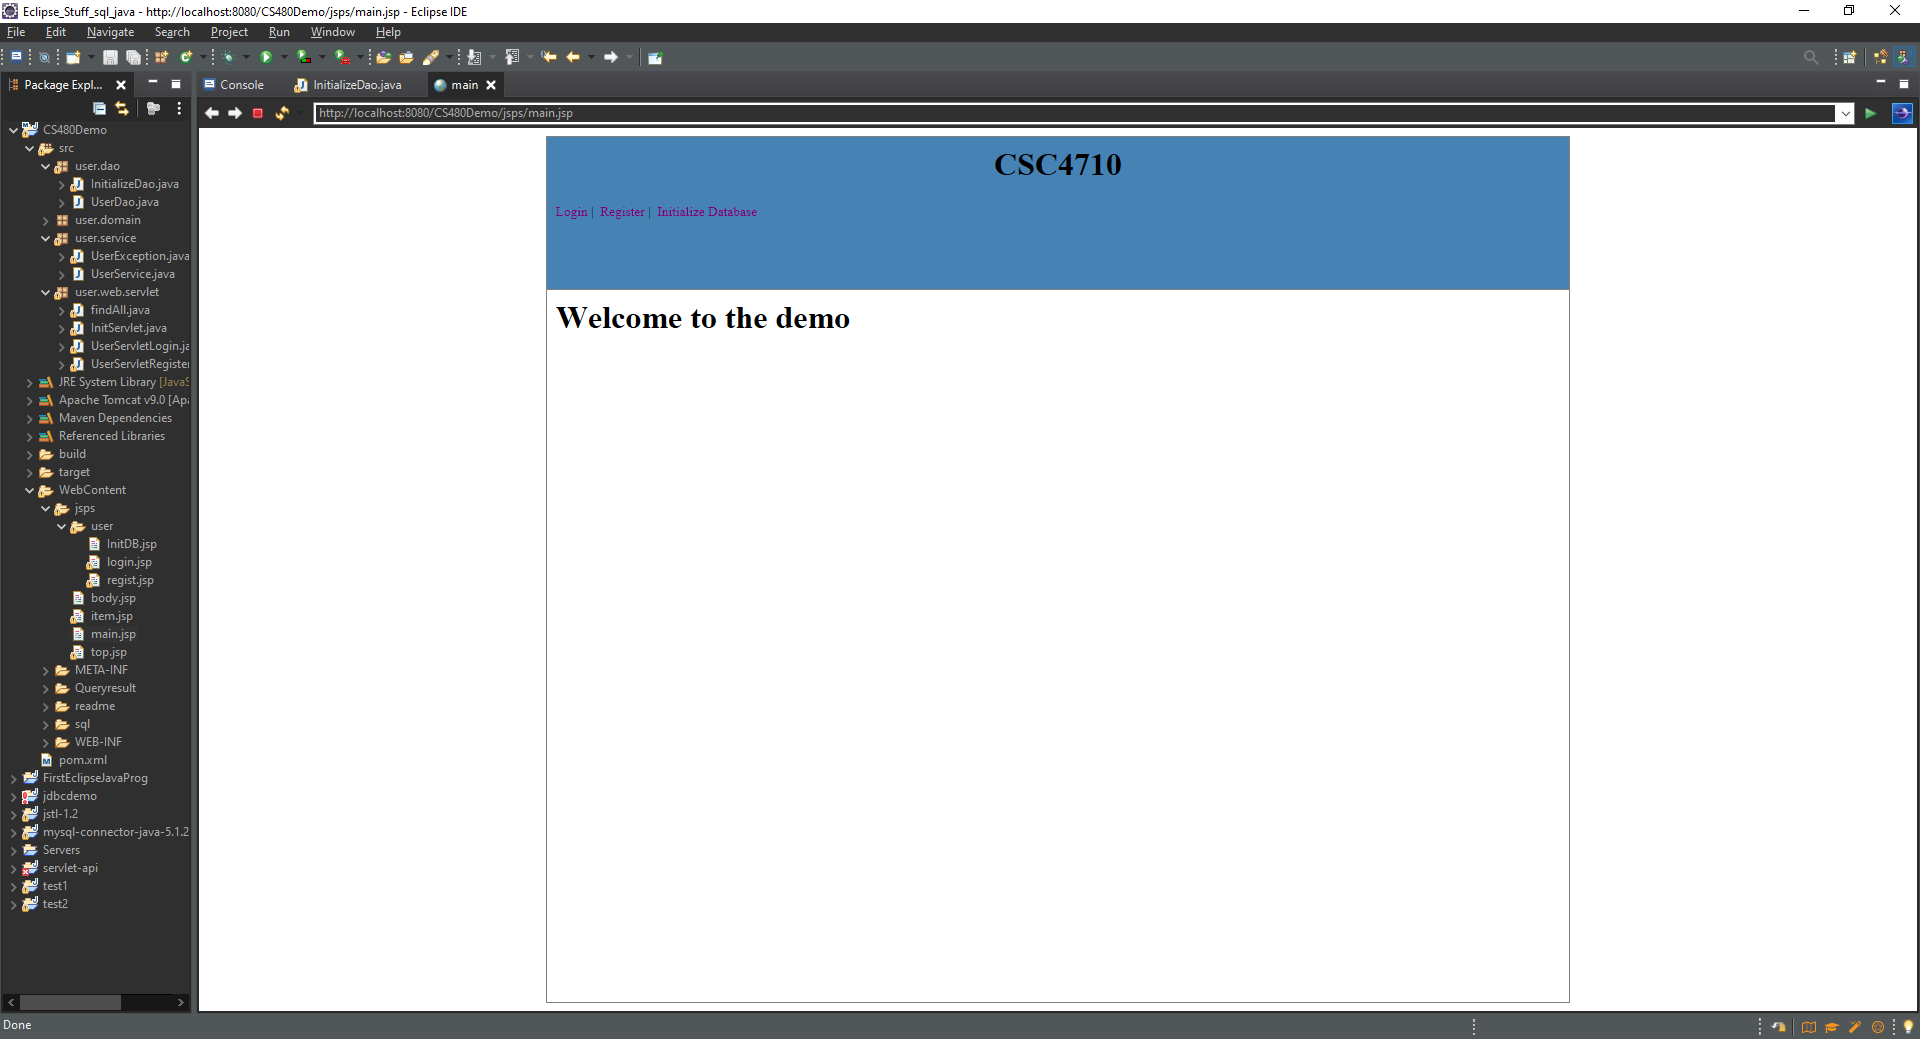 Eclipse_Stuff_sql_java - http://localhost:8080/CS480Demo/jsps/main.jsp - Eclipse IDE
File Edit Navigate Search Project Run Window Help
Package Expl... Console InitializeDao.java main
http://localhost:8080/CS480Demo/jsps/main.jsp
CS480Demo
src
user.dao
InitializeDao.java
UserDao.java
user.domain
user.service
UserException.java
UserService.java
user.web.servlet
findAll.java
InitServlet.java
UserServletLogin.ja
UserServletRegister
JRE System Library [JavaS
Apache Tomcat v9.0 [Apa
Maven Dependencies
Referenced Libraries
build
target
WebContent
jsps
user
InitDB.jsp
login.jsp
regist.jsp
body.jsp
item.jsp
main.jsp
top.jsp
META-INF
Queryresult
readme
sql
WEB-INF
pom.xml
FirstEclipseJavaProg
jdbcdemo
jstl-1.2
mysql-connector-java-5.1.2
Servers
servlet-api
test1
test2
CSC4710
Login | Register | Initialize Database
Welcome to the demo
Done